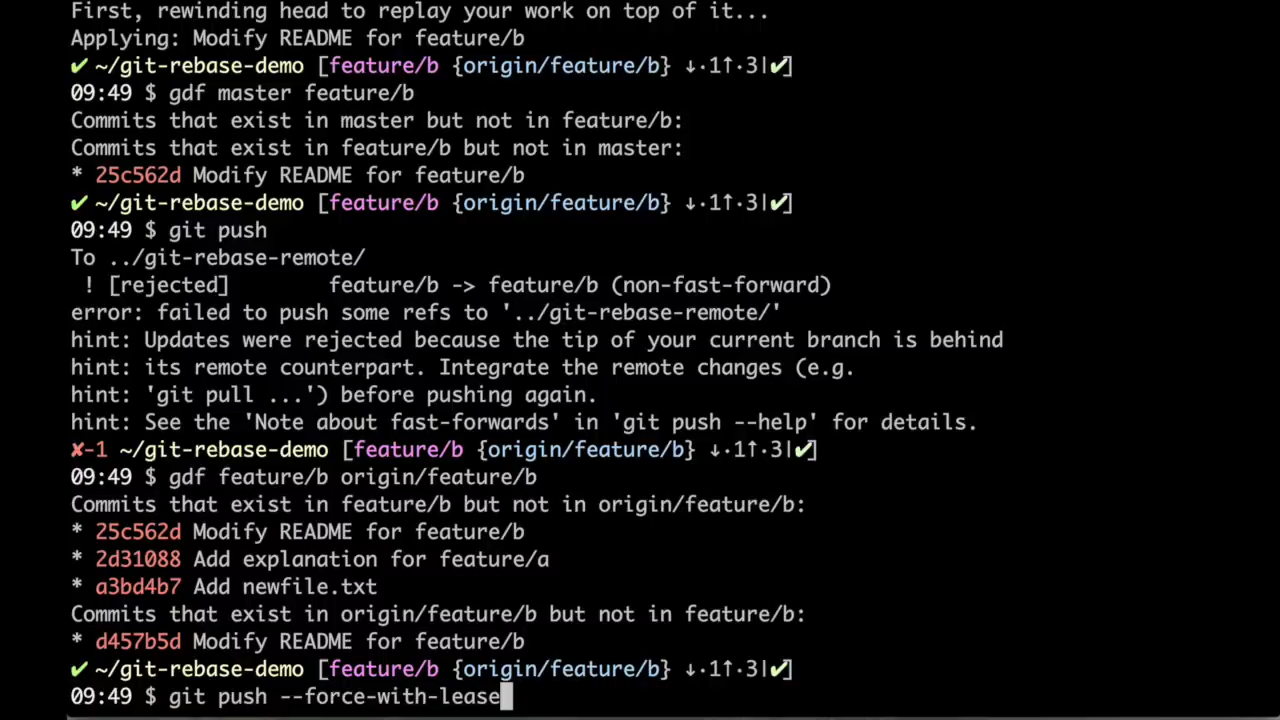 First, rewinding head to replay your work on top of it...
Applying: Modify README for feature/b
✔ ~/git-rebase-demo [feature/b {origin/feature/b} ↓·1↑·3|✔]
09:49 $ gdf master feature/b
Commits that exist in master but not in feature/b:
Commits that exist in feature/b but not in master:
* 25c562d Modify README for feature/b
✔ ~/git-rebase-demo [feature/b {origin/feature/b} ↓·1↑·3|✔]
09:49 $ git push
To ../git-rebase-remote/
 ! [rejected]        feature/b -> feature/b (non-fast-forward)
error: failed to push some refs to '../git-rebase-remote/'
hint: Updates were rejected because the tip of your current branch is behind
hint: its remote counterpart. Integrate the remote changes (e.g.
hint: 'git pull ...') before pushing again.
hint: See the 'Note about fast-forwards' in 'git push --help' for details.
✘-1 ~/git-rebase-demo [feature/b {origin/feature/b} ↓·1↑·3|✔]
09:49 $ gdf feature/b origin/feature/b
Commits that exist in feature/b but not in origin/feature/b:
* 25c562d Modify README for feature/b
* 2d31088 Add explanation for feature/a
* a3bd4b7 Add newfile.txt
Commits that exist in origin/feature/b but not in feature/b:
* d457b5d Modify README for feature/b
✔ ~/git-rebase-demo [feature/b {origin/feature/b} ↓·1↑·3|✔]
09:49 $ git push --force-with-lease